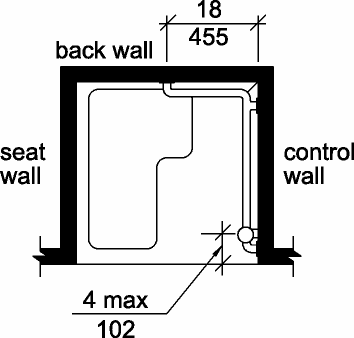 18
455
back wall
seat
wall
control
wall
4 max
102